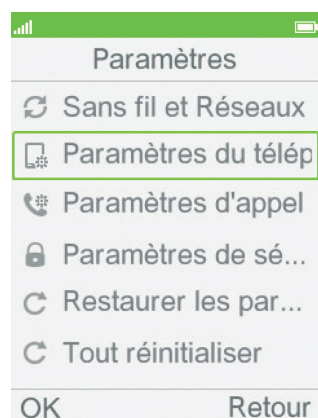 Paramètres
Sans fil et Réseaux
Paramètres du télép
Paramètres d'appel
Paramètres de sé...
Restaurer les par...
Tout réinitialiser
OK Retour